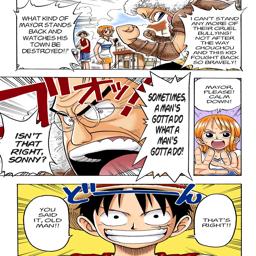 I CAN'T STAND
ANY MORE
OF THEIR
CRUEL
BULLYING!
NOT AFTER
THE WAY
CHOUCHOU
AND THIS KID
FOUGHT BACK
SO BRAVELY!
WHAT KIND OF
MAYOR STANDS
BACK AND
WATCHES HIS
TOWN BE
DESTROYED!!
MAYOR,
PLEASE!
CALM
DOWN!
SOMETIMES,
A MAN'S
GOTTA DO
WHAT A
MAN'S
GOTTA DO!
ISN'T
THAT
RIGHT,
SONNY?
どん
THAT'S
RIGHT!!
YOU
SAID IT,
OLD
MAN!!